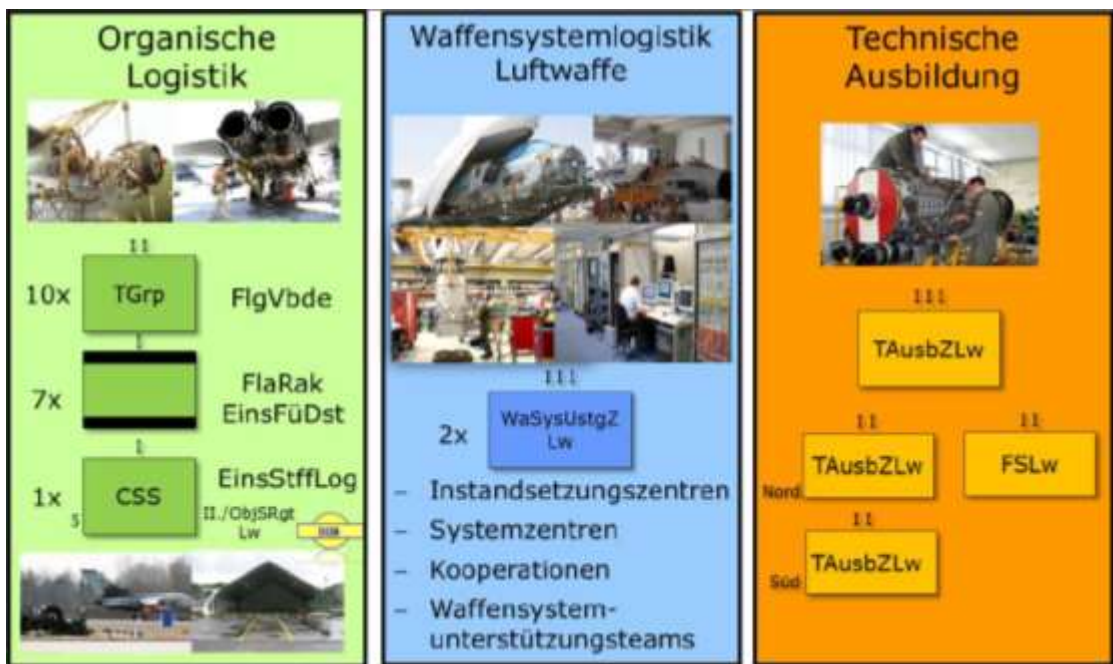 Organische
Logistik
II
10x
TGrp
FlgVbde
I
7x
FlaRak
EinsFüDst
I
1x
CSS
EinsStffLog
5
II./ObjSRgt
Lw
Waffensystemlogistik
Luftwaffe
III
2x
WaSysUstgZ
Lw
– Instandsetzungszentren
– Systemzentren
– Kooperationen
– Waffensystem-
unterstützungsteams
Technische
Ausbildung
III
TAusbZLw
II
TAusbZLw
Nord
II
FSLw
II
TAusbZLw
Süd